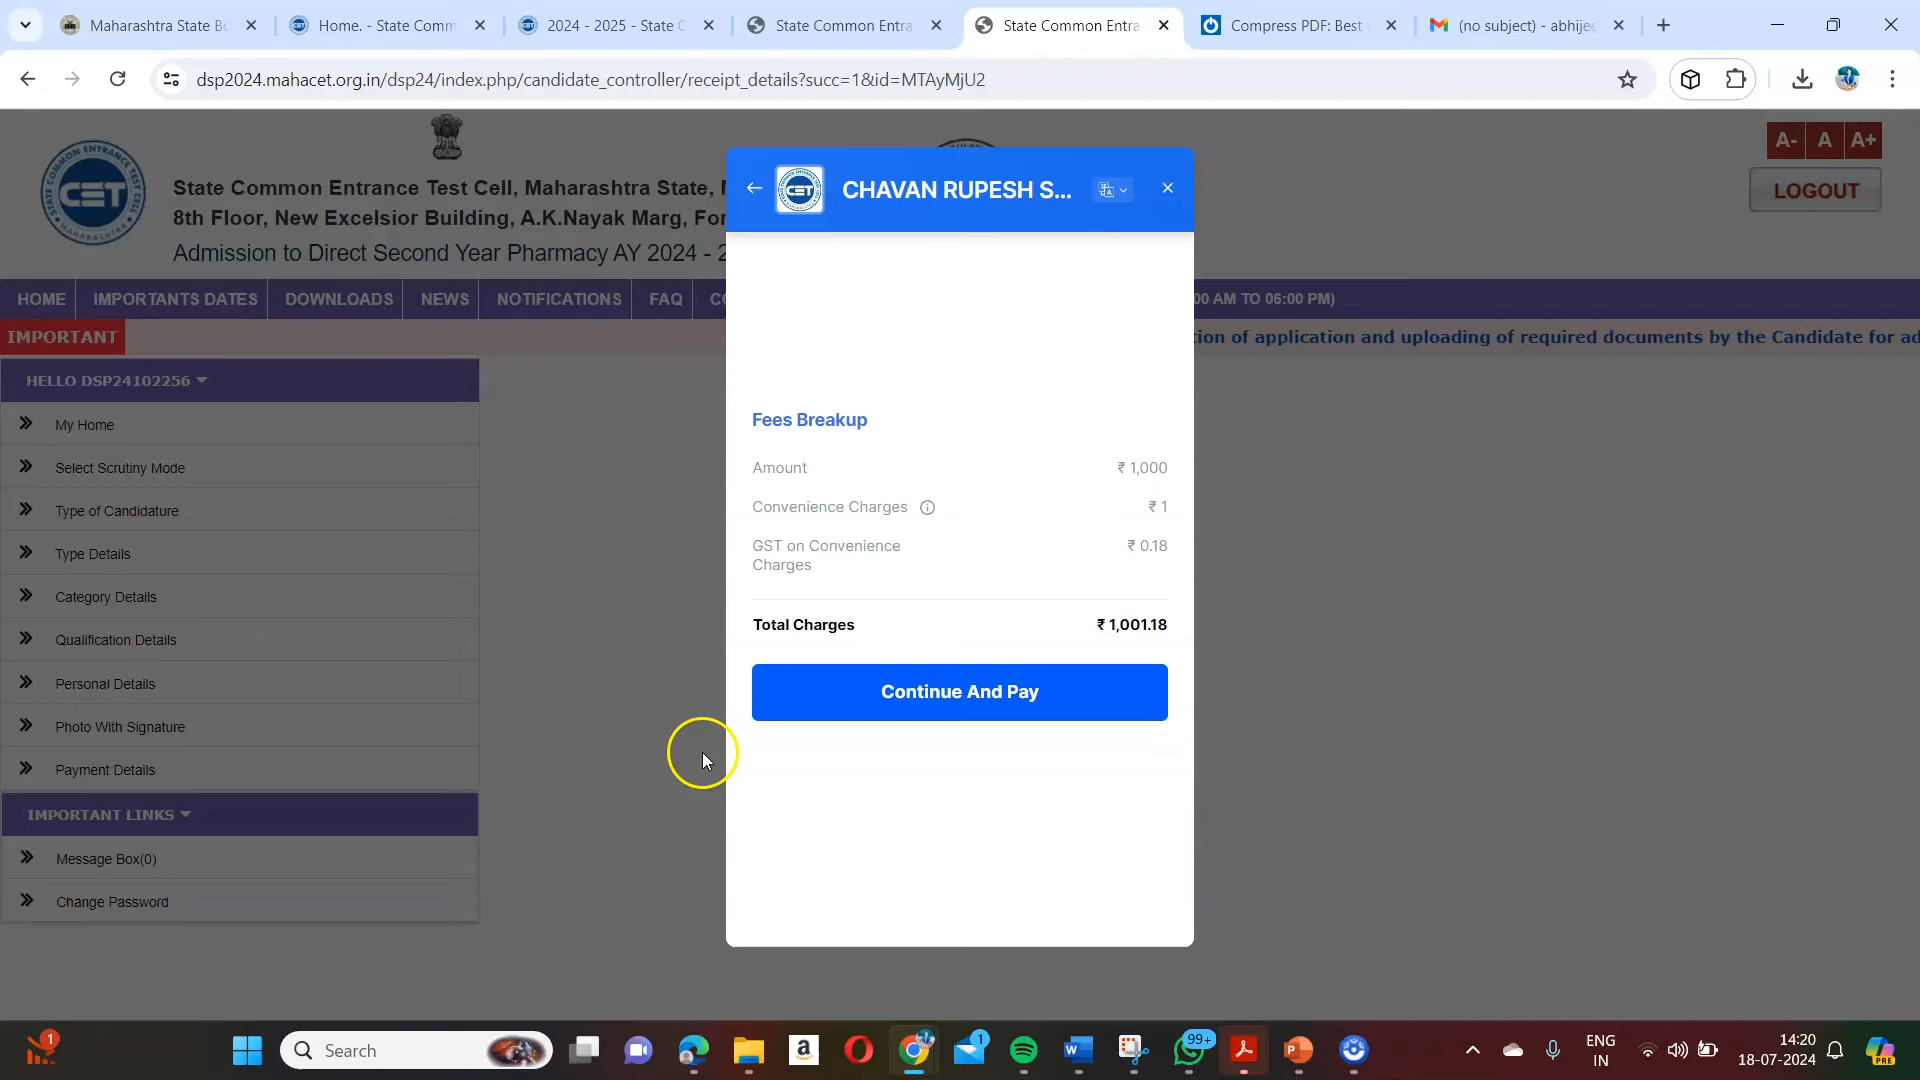 Maharashtra State Bo
Home. - State Comm
2024 - 2025 - State C
State Common Entra
State Common Entra
Compress PDF: Best
(no subject) - abhijee
dsp2024.mahacet.org.in/dsp24/index.php/candidate_controller/receipt_details?succ=1&id=MTAyMjU2
A- A A+
LOGOUT
CET
State Common Entrance Test Cell, Maharashtra State,
8th Floor, New Excelsior Building, A.K.Nayak Marg, For
Admission to Direct Second Year Pharmacy AY 2024 - 2
HOME IMPORTANTS DATES DOWNLOADS NEWS NOTIFICATIONS FAQ CO
00 AM TO 06:00 PM)
IMPORTANT
tion of application and uploading of required documents by the Candidate for ad
HELLO DSP24102256
My Home
Select Scrutiny Mode
Type of Candidature
Type Details
Category Details
Qualification Details
Personal Details
Photo With Signature
Payment Details
IMPORTANT LINKS
Message Box(0)
Change Password
CET
CHAVAN RUPESH S...
Fees Breakup
Amount ₹ 1,000
Convenience Charges ₹ 1
GST on Convenience ₹ 0.18
Charges
Total Charges ₹ 1,001.18
Continue And Pay
1
Search
1
99+
ENG
IN
14:20
18-07-2024
PRE